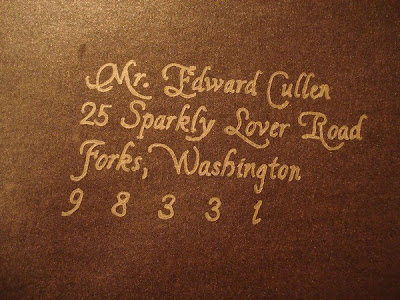 Mr. Edward Cullen
25 Sparkly Lover Road
Forks, Washington
9 8 3 3 1